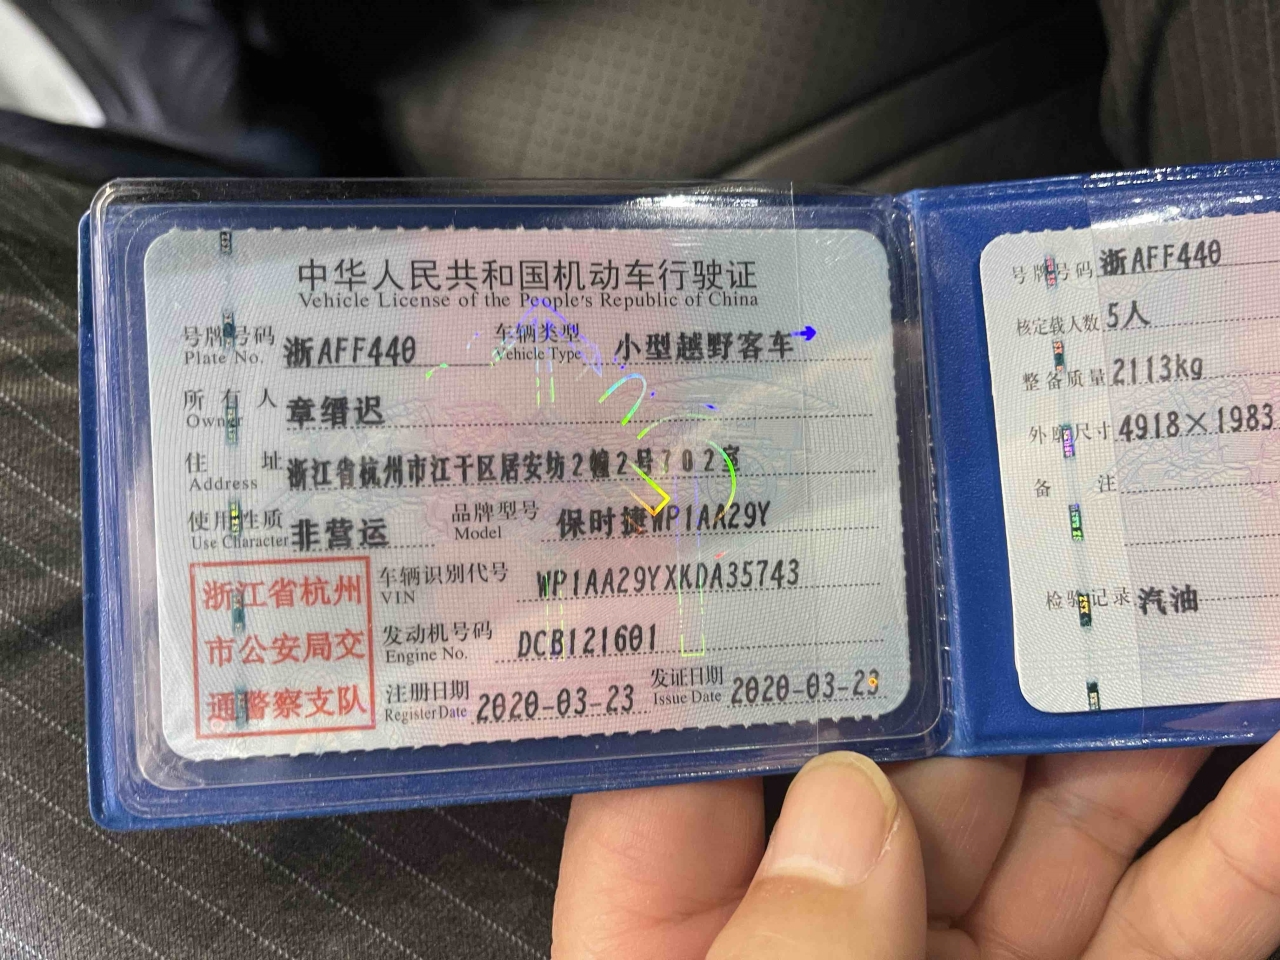 中华人民共和国机动车行驶证
Vehicle License of the People's Republic of China
号牌号码 浙AFF440 车辆类型 小型越野客车
Plate No. Vehicle Type
所有人 章缙迟
Owner
住址 浙江省杭州市江干区居安坊2幢2号702室
Address
使用性质 非营运 品牌型号 保时捷WP1AA29Y
Use Character Model
浙江省杭州
市公安局交
通警察支队
车辆识别代号 WP1AA29YXKDA35743
VIN
发动机号码 DCB121601
Engine No.
注册日期 2020-03-23 发证日期 2020-03-23
Register Date Issue Date
号牌号码 浙AFF440
核定载人数 5人
整备质量 2113kg
外廓尺寸 4918×1983
备注
检验记录 汽油